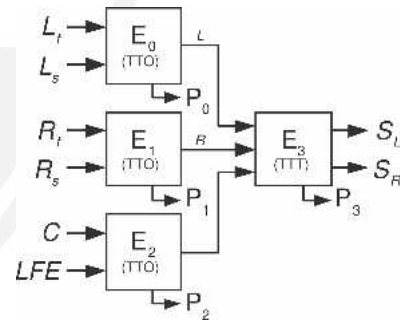 L_f E_0 L S_L
L_s (TTO)
P_0
R_f E_1 R E_3 S_R
R_s (TTO) (TTT)
P_1 P_3
C E_2
LFE (TTO)
P_2